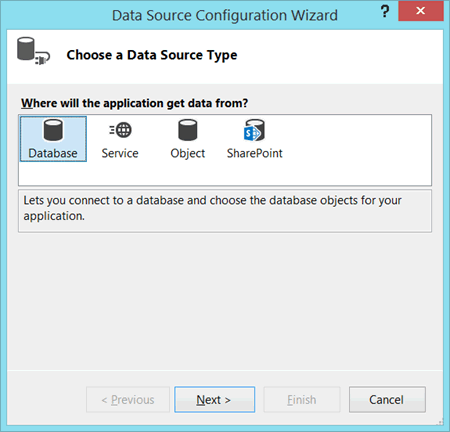 Data Source Configuration Wizard
?
Choose a Data Source Type
Where will the application get data from?
Database Service Object SharePoint
Lets you connect to a database and choose the database objects for your
application.
< Previous Next > Finish Cancel